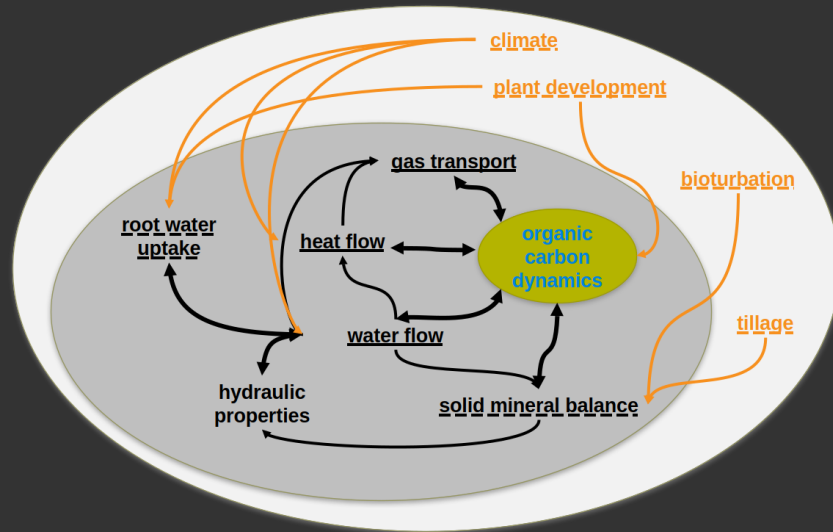 climate
plant development
gas transport
bioturbation
root water
uptake
heat flow
organic
carbon
dynamics
water flow
tillage
hydraulic
properties
solid mineral balance